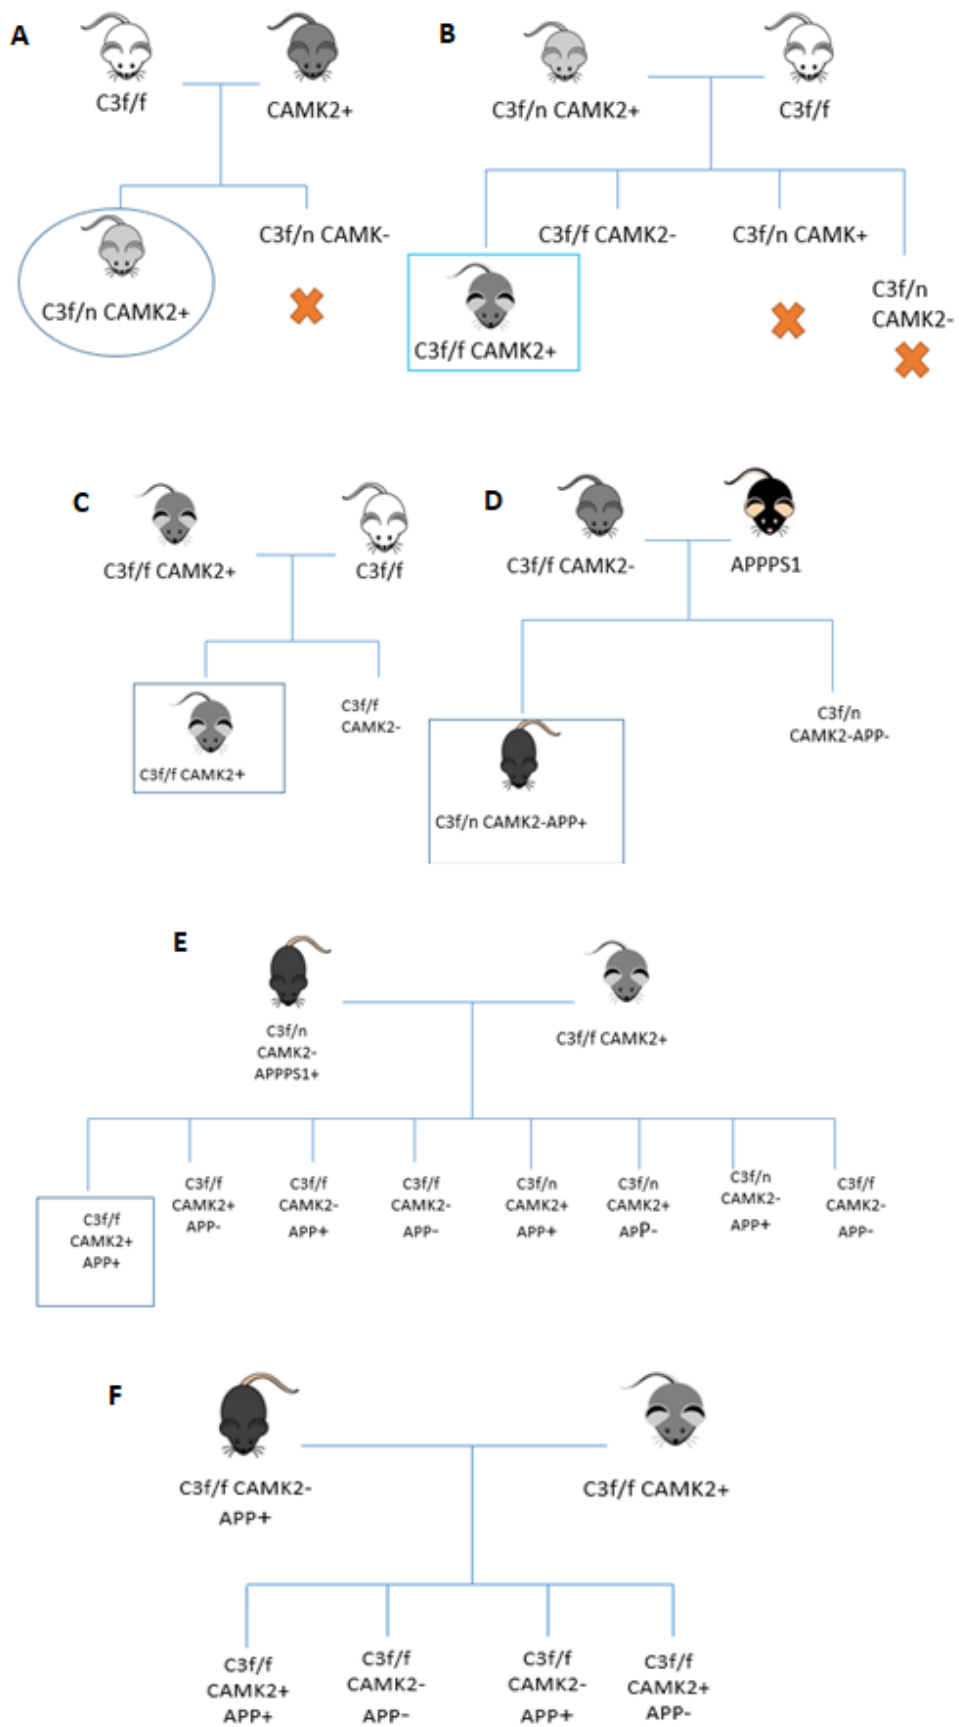 A
C3f/f
CAMK2+
C3f/n CAMK2+
C3f/n CAMK-
B
C3f/n CAMK2+
C3f/f
C3f/f CAMK2+
C3f/f CAMK2-
C3f/n CAMK+
C3f/n
CAMK2-
C
C3f/f CAMK2+
C3f/f
C3f/f CAMK2+
C3f/f
CAMK2-
D
C3f/f CAMK2-
APPPS1
C3f/n CAMK2-APP+
C3f/n
CAMK2-APP-
E
C3f/n
CAMK2-
APPPS1+
C3f/f CAMK2+
C3f/f
CAMK2+
APP+
C3f/f
CAMK2+
APP-
C3f/f
CAMK2-
APP+
C3f/f
CAMK2-
APP-
C3f/n
CAMK2+
APP+
C3f/n
CAMK2+
APP-
C3f/n
CAMK2-
APP+
C3f/f
CAMK2-
APP-
F
C3f/f CAMK2-
APP+
C3f/f CAMK2+
C3f/f
CAMK2+
APP+
C3f/f
CAMK2-
APP-
C3f/f
CAMK2-
APP+
C3f/f
CAMK2+
APP-